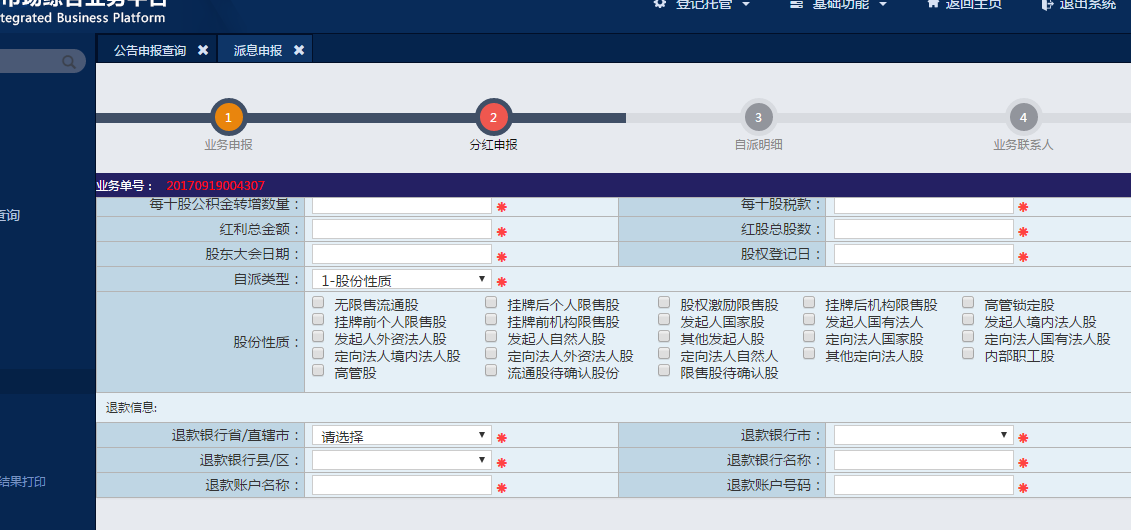 市场综合业务平台
tegrated Business Platform
登记托管
基础功能
返回主页
退出系统
公告申报查询 ✖
派息申报 ✖
1
2
3
4
业务申报
分红申报
自派明细
业务联系人
业务单号： 20170919004307
每十股公积金转增数量：
每十股税款：
红利总金额：
红股总股数：
股东大会日期：
股权登记日：
自派类型： 1-股份性质
股份性质：
无限售流通股 挂牌后个人限售股 股权激励限售股 挂牌后机构限售股 高管锁定股
挂牌前个人限售股 挂牌前机构限售股 发起人国家股 发起人国有法人 发起人境内法人股
发起人外资法人股 发起人自然人股 其他发起人股 定向法人国家股 定向法人国有法人股
定向法人境内法人股 定向法人外资法人股 定向法人自然人 其他定向法人股 内部职工股
高管股 流通股待确认股份 限售股待确认股
退款信息:
退款银行省/直辖市： 请选择
退款银行市：
退款银行县/区：
退款银行名称：
退款账户名称：
退款账户号码：
查询
结果打印